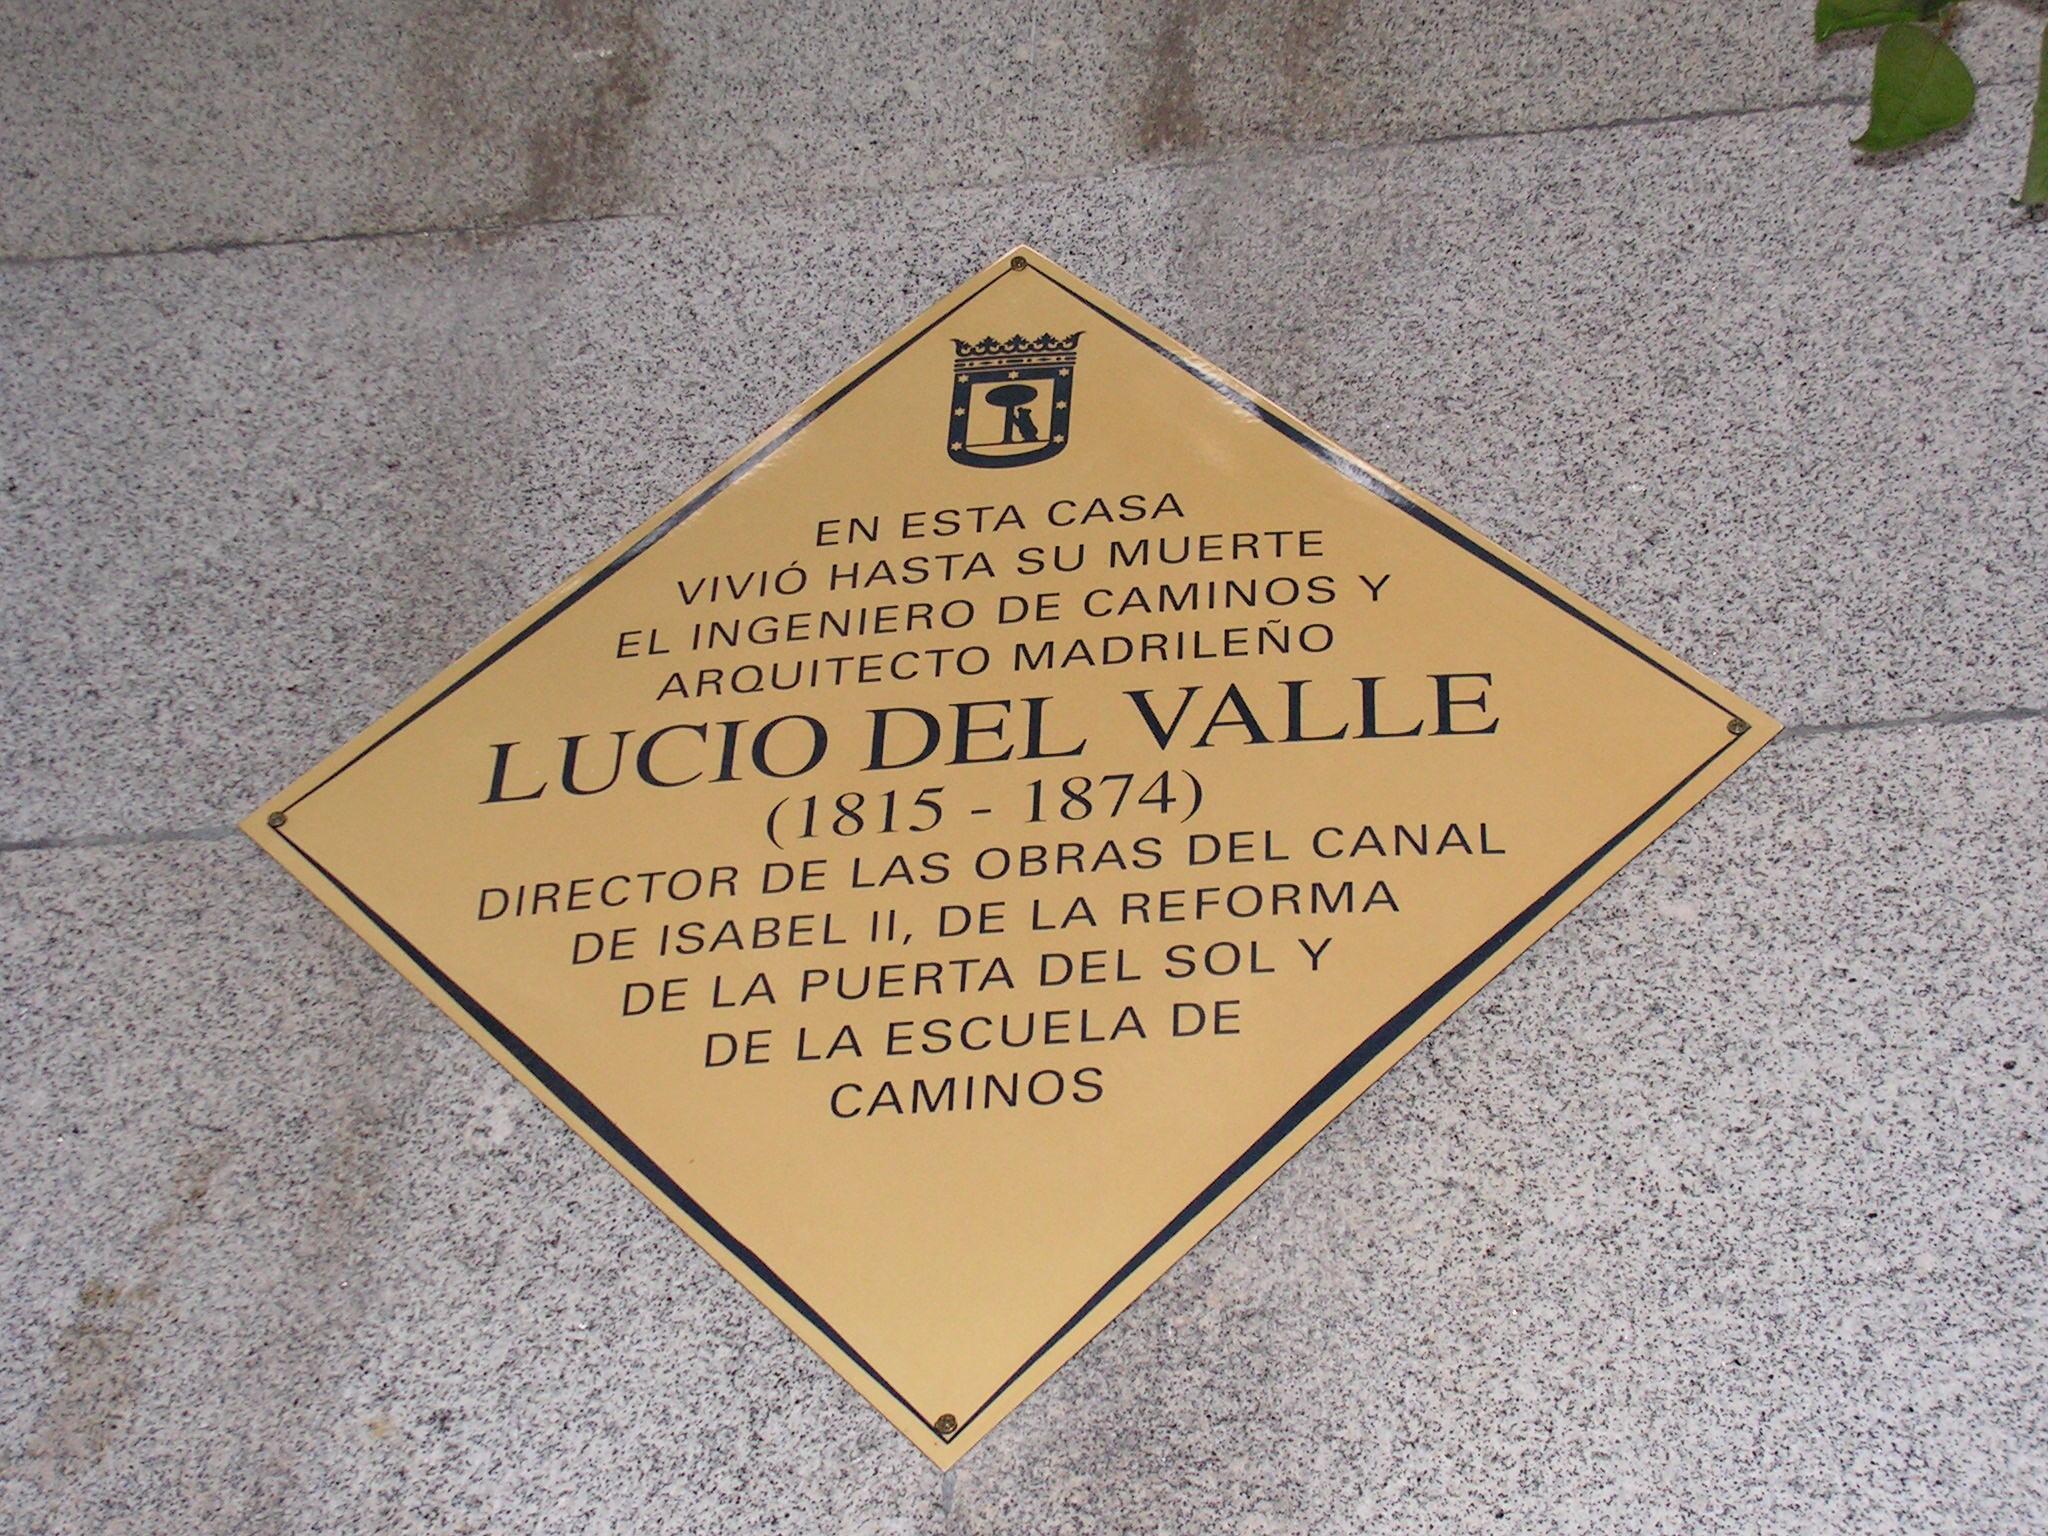 EN ESTA CASA
VIVIÓ HASTA SU MUERTE
EL INGENIERO DE CAMINOS Y
ARQUITECTO MADRILEÑO
LUCIO DEL VALLE
(1815 - 1874)
DIRECTOR DE LAS OBRAS DEL CANAL
DE ISABEL II, DE LA REFORMA
DE LA PUERTA DEL SOL Y
DE LA ESCUELA DE
CAMINOS